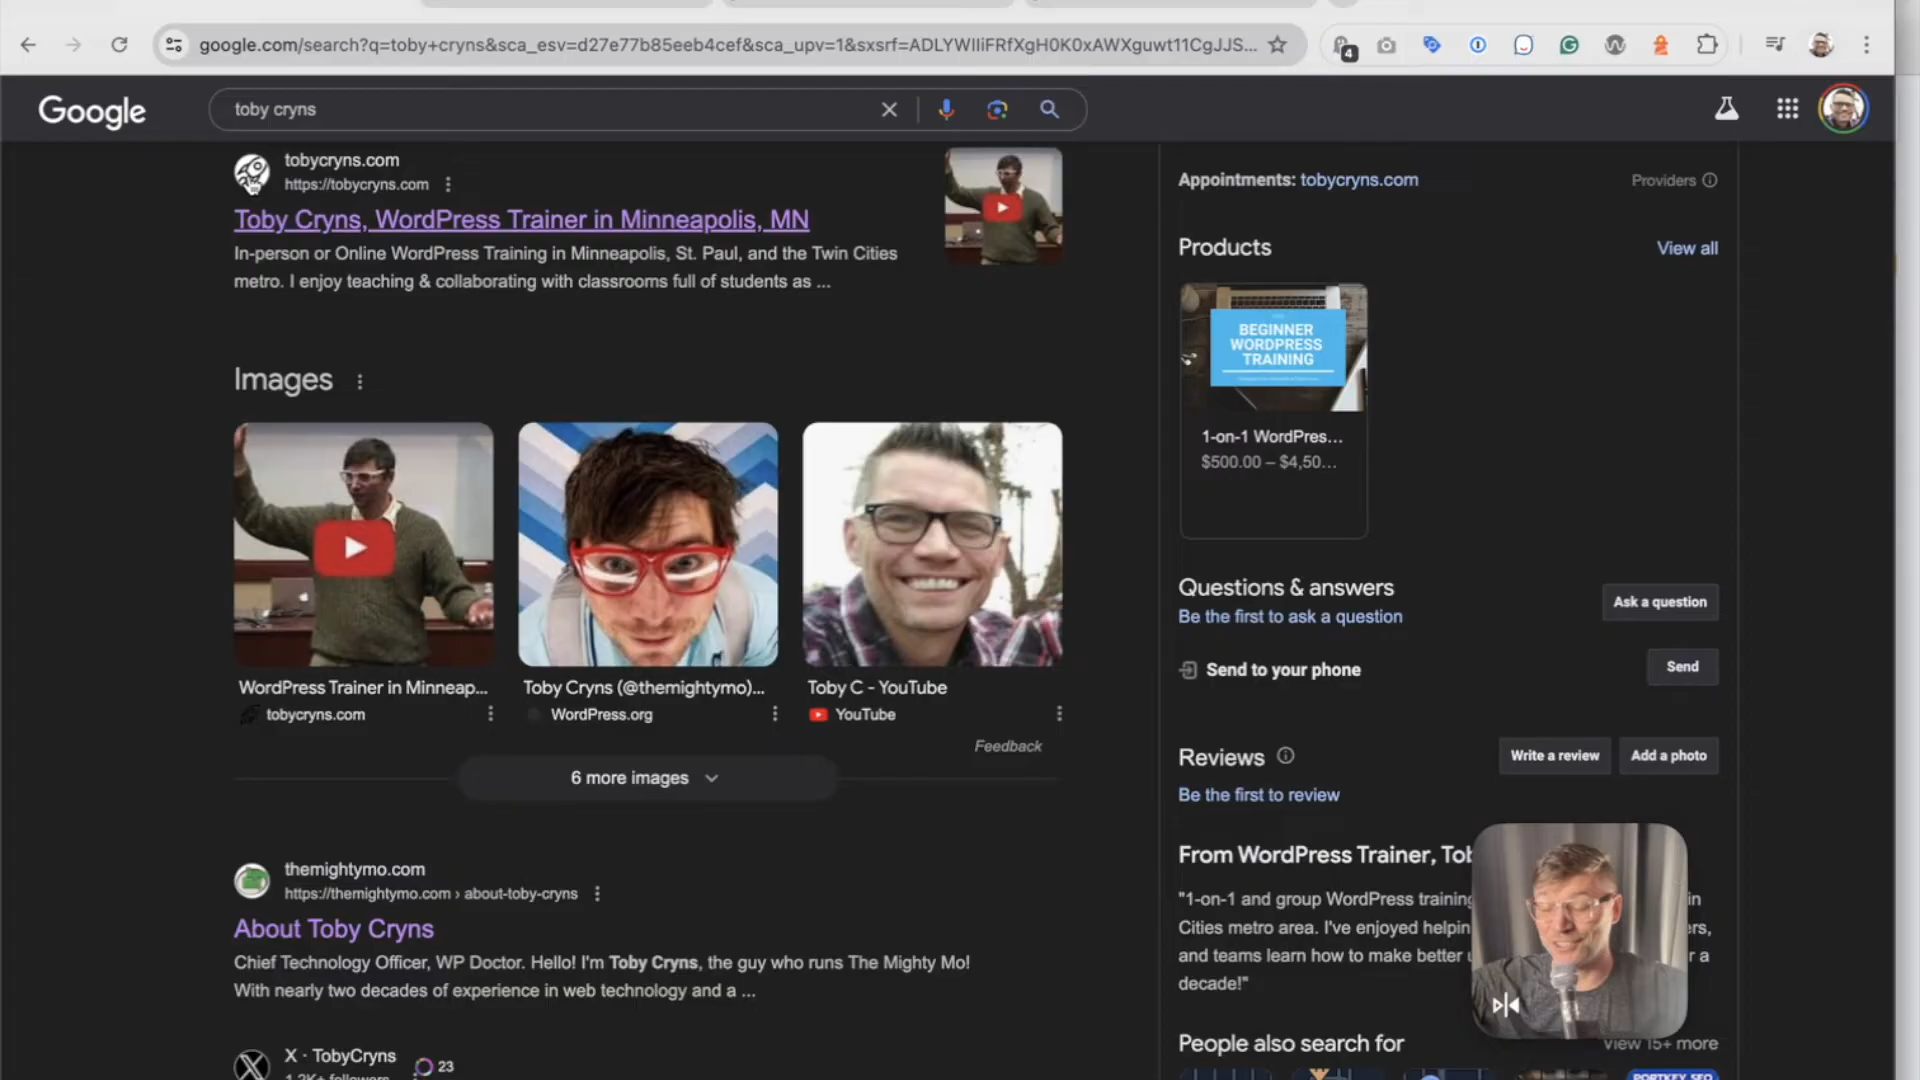 google.com/search?q=toby+cryns&sca_esv=d27e77b85eeb4cef&sca_upv=1&sxsrf=ADLYWIIiFRfXgH0K0xAWXguwt11CgJJS...
4
Google
toby cryns
tobycryns.com
https://tobycryns.com
Toby Cryns, WordPress Trainer in Minneapolis, MN
In-person or Online WordPress Training in Minneapolis, St. Paul, and the Twin Cities
metro. I enjoy teaching & collaborating with classrooms full of students as ...
Images
WordPress Trainer in Minneap...
tobycryns.com
Toby Cryns (@themightymo)...
WordPress.org
Toby C - YouTube
YouTube
Feedback
6 more images
themightymo.com
https://themightymo.com › about-toby-cryns
About Toby Cryns
Chief Technology Officer, WP Doctor. Hello! I'm Toby Cryns, the guy who runs The Mighty Mo!
With nearly two decades of experience in web technology and a ...
X · TobyCryns
23
1.2K+ followers
Appointments: tobycryns.com
Providers
Products
View all
BEGINNER
WORDPRESS
TRAINING
1-on-1 WordPres...
$500.00 – $4,50...
Questions & answers
Be the first to ask a question
Ask a question
Send to your phone
Send
Reviews
Write a review
Add a photo
Be the first to review
From WordPress Trainer, Tob
"1-on-1 and group WordPress training in
Cities metro area. I've enjoyed helpin ers,
and teams learn how to make better r a
decade!"
People also search for
View 15+ more
PORTKEY SEO